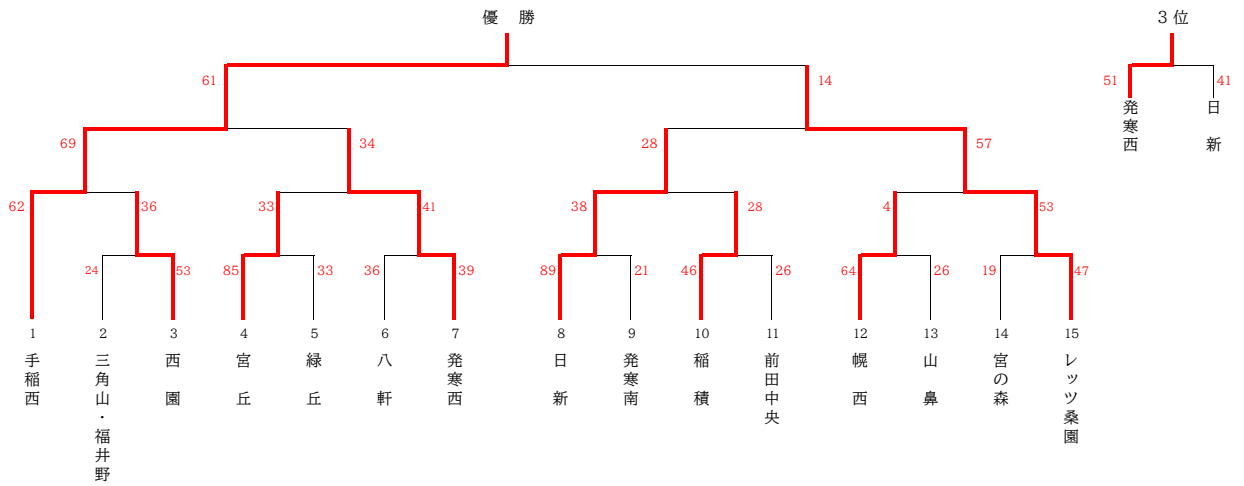 優 勝
3 位
61
14
51
41
発寒西
日 新
69
34
28
57
62
36
33
41
38
28
4
53
24
53
85
33
36
39
89
21
46
26
64
26
19
47
1
2
3
4
5
6
7
8
9
10
11
12
13
14
15
手稲西
三角山・福井野
西 園
宮 丘
緑 丘
八 軒
発寒西
日 新
発寒南
稲 積
前田中央
幌 西
山 鼻
宮の森
レッツ桑園